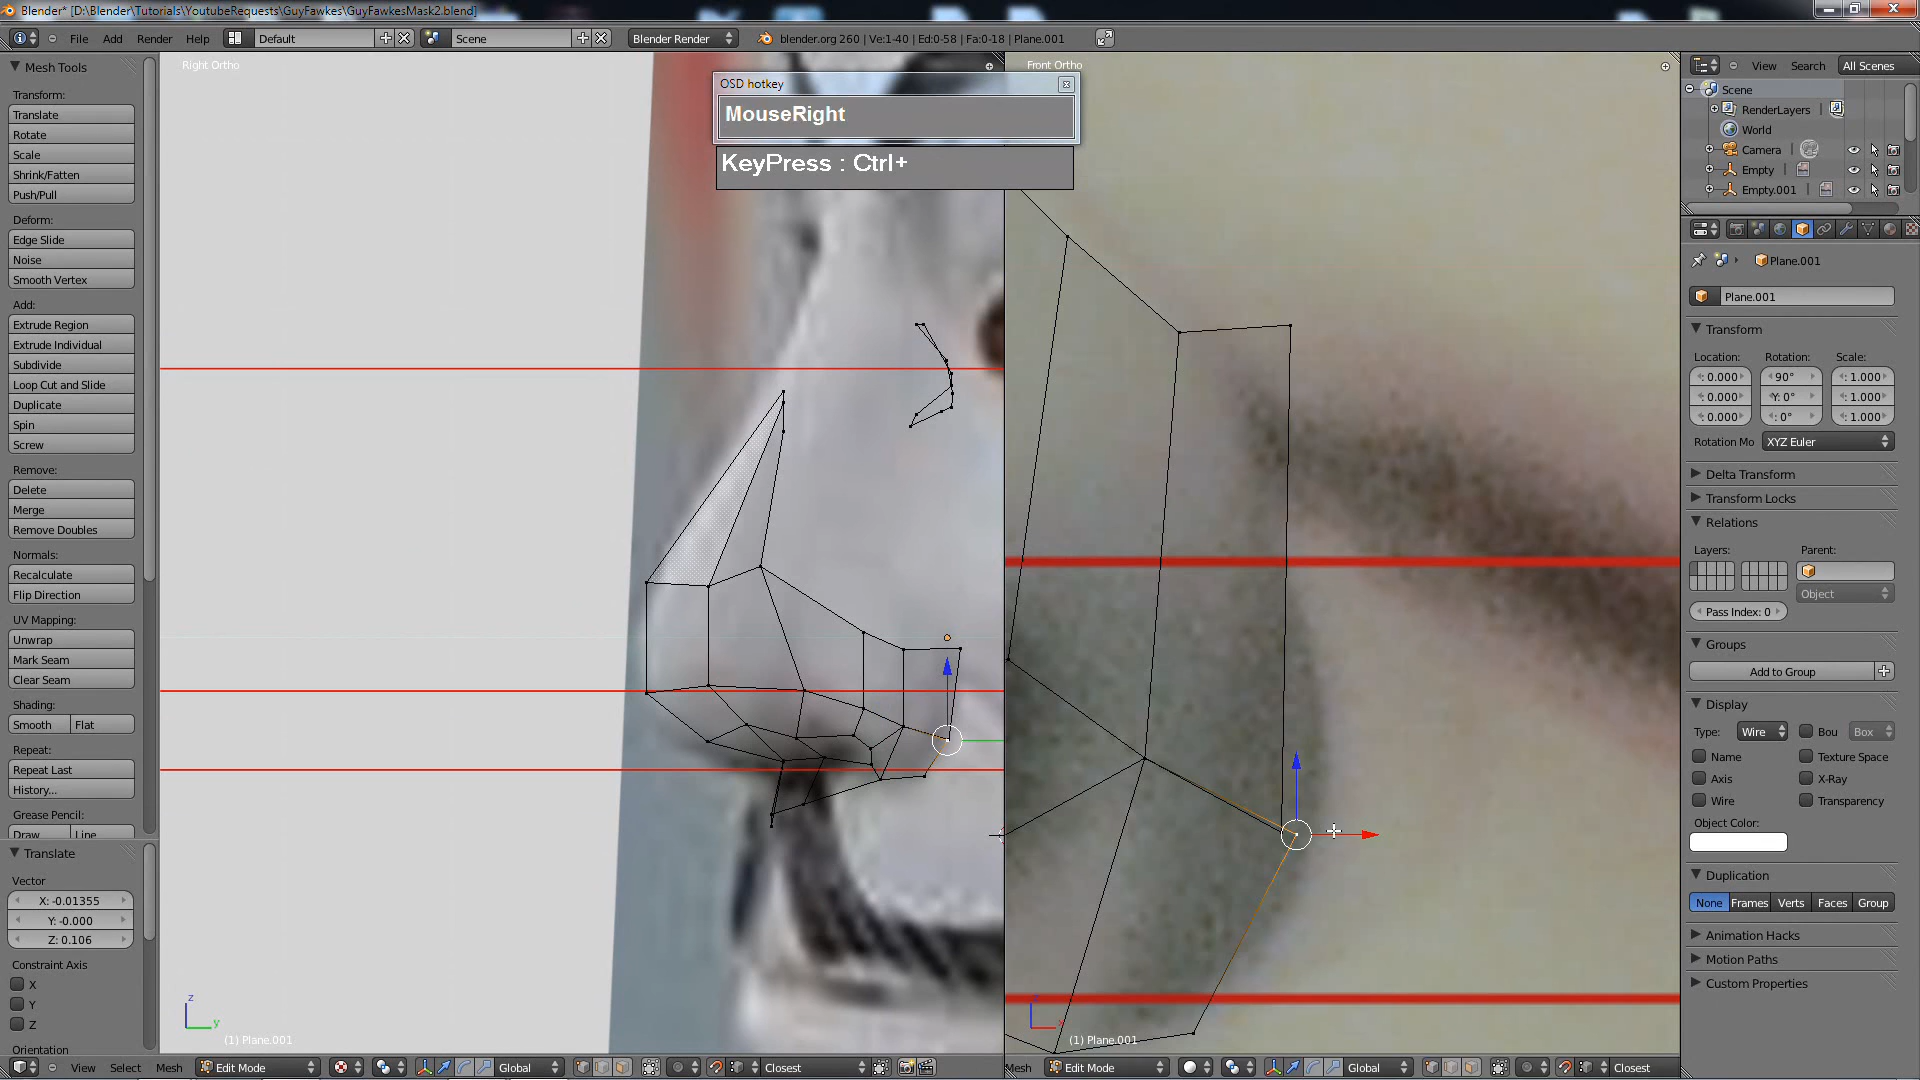 Blender* [D:\Blender\Tutorials\YoutubeRequests\GuyFawkes\GuyFawkesMask2.blend]
File Add Render Help Default Scene Blender Render blender.org 260 | Ve:1-40 | Ed:0-58 | Fa:0-18 | Plane.001
View Search All Scenes
Mesh Tools
Transform:
Translate
Rotate
Scale
Shrink/Fatten
Push/Pull
Deform:
Edge Slide
Noise
Smooth Vertex
Add:
Extrude Region
Extrude Individual
Subdivide
Loop Cut and Slide
Duplicate
Spin
Screw
Remove:
Delete
Merge
Remove Doubles
Normals:
Recalculate
Flip Direction
UV Mapping:
Unwrap
Mark Seam
Clear Seam
Shading:
Smooth Flat
Repeat:
Repeat Last
History...
Grease Pencil:
Draw Line
Translate
Vector
X: -0.01355
Y: -0.000
Z: 0.106
Constraint Axis
X
Y
Z
Orientation
Right Ortho
OSD hotkey
MouseRight
KeyPress : Ctrl+
z
y
(1) Plane.001
View Select Mesh Edit Mode Global Closest
Front Ortho
(1) Plane.001
Mesh Edit Mode Global Closest
Scene
RenderLayers
World
Camera
Empty
Empty.001
Plane.001
Plane.001
Transform
Location: Rotation: Scale:
: 0.000 90° : 1.000
: 0.000 Y: 0° : 1.000
: 0.000 : 0° : 1.000
Rotation Mo XYZ Euler
Delta Transform
Transform Locks
Relations
Layers: Parent:
Object
Pass Index: 0
Groups
Add to Group
Display
Type: Wire Bou Box
Name Texture Space
Axis X-Ray
Wire Transparency
Object Color:
Duplication
None Frames Verts Faces Group
Animation Hacks
Motion Paths
Custom Properties